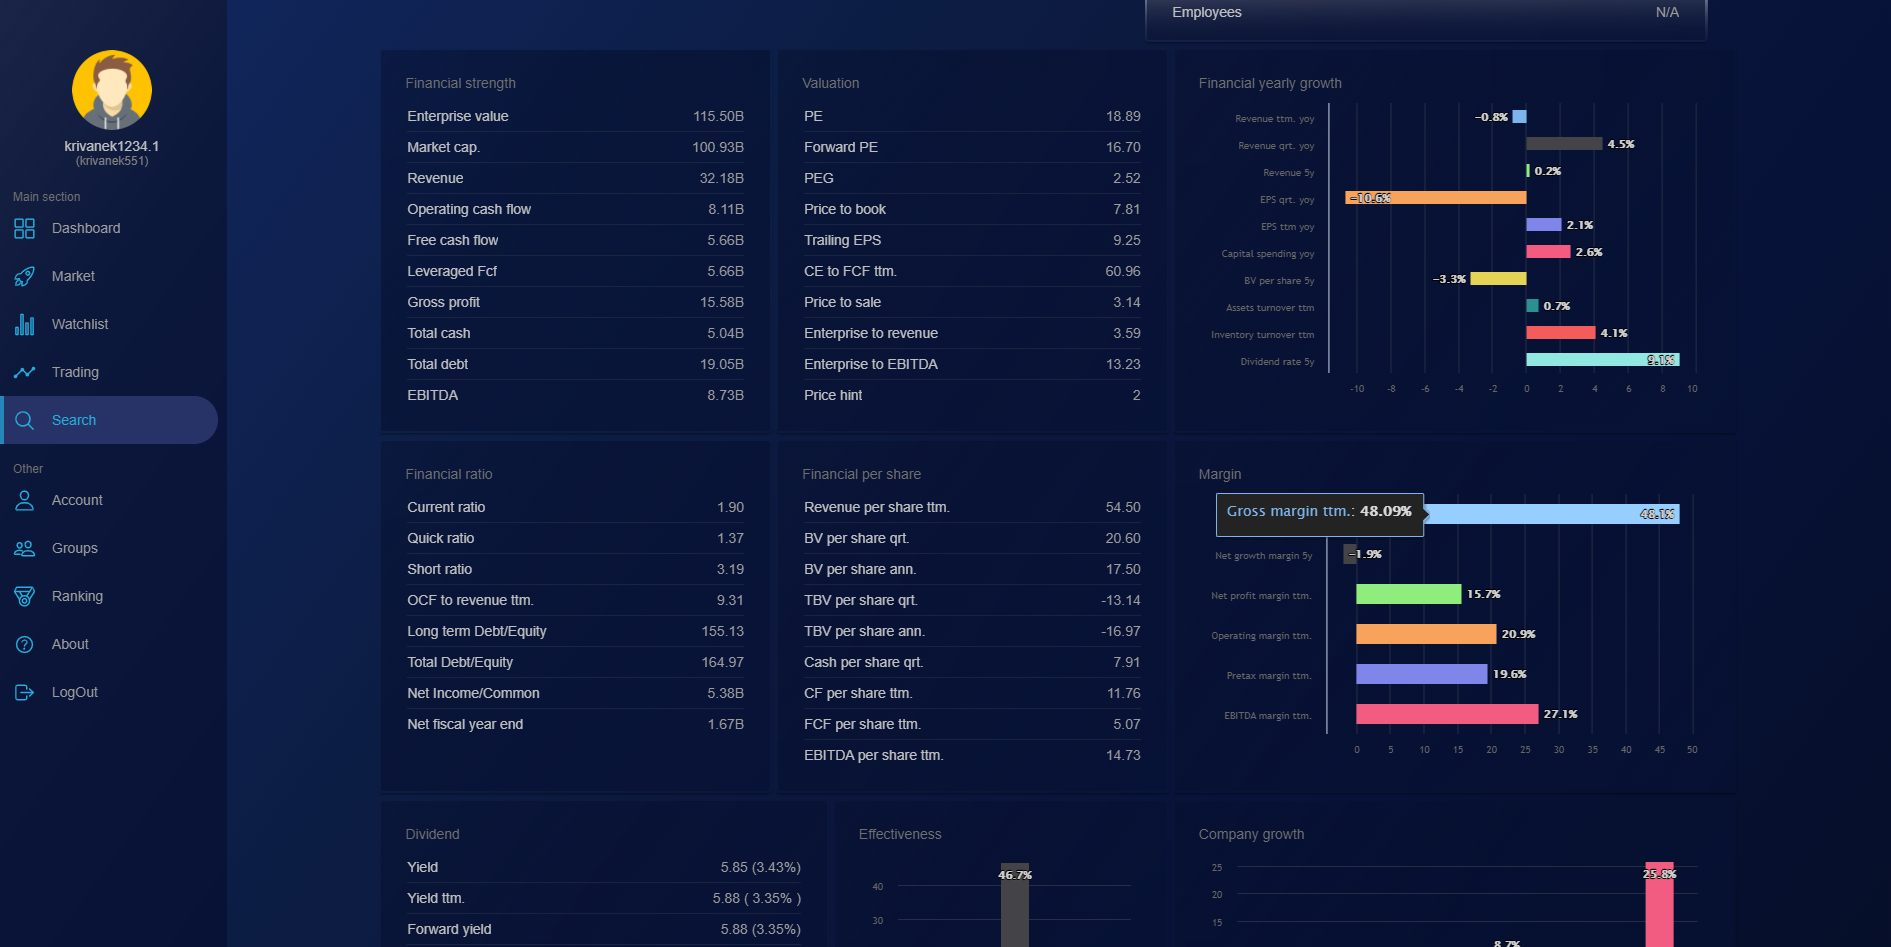 Employees N/A
krivanek1234.1
(krivanek551)
Main section
Dashboard
Market
Watchlist
Trading
Search
Other
Account
Groups
Ranking
About
LogOut
Financial strength
Enterprise value 115.50B
Market cap. 100.93B
Revenue 32.18B
Operating cash flow 8.11B
Free cash flow 5.66B
Leveraged Fcf 5.66B
Gross profit 15.58B
Total cash 5.04B
Total debt 19.05B
EBITDA 8.73B
Valuation
PE 18.89
Forward PE 16.70
PEG 2.52
Price to book 7.81
Trailing EPS 9.25
CE to FCF ttm. 60.96
Price to sale 3.14
Enterprise to revenue 3.59
Enterprise to EBITDA 13.23
Price hint 2
Financial yearly growth
Revenue ttm. yoy -0.8%
Revenue qrt. yoy 4.5%
Revenue 5y 0.2%
EPS qrt. yoy -10.6%
EPS ttm yoy 2.1%
Capital spending yoy 2.6%
BV per share 5y -3.3%
Assets turnover ttm 0.7%
Inventory turnover ttm 4.1%
Dividend rate 5y 9.1%
-10 -8 -6 -4 -2 0 2 4 6 8 10
Financial ratio
Current ratio 1.90
Quick ratio 1.37
Short ratio 3.19
OCF to revenue ttm. 9.31
Long term Debt/Equity 155.13
Total Debt/Equity 164.97
Net Income/Common 5.38B
Net fiscal year end 1.67B
Financial per share
Revenue per share ttm. 54.50
BV per share qrt. 20.60
BV per share ann. 17.50
TBV per share qrt. -13.14
TBV per share ann. -16.97
Cash per share qrt. 7.91
CF per share ttm. 11.76
FCF per share ttm. 5.07
EBITDA per share ttm. 14.73
Margin
Gross margin ttm.: 48.09% 48.1%
Net growth margin 5y -1.9%
Net profit margin ttm. 15.7%
Operating margin ttm. 20.9%
Pretax margin ttm. 19.6%
EBITDA margin ttm. 27.1%
0 5 10 15 20 25 30 35 40 45 50
Dividend
Yield 5.85 (3.43%)
Yield ttm. 5.88 ( 3.35% )
Forward yield 5.88 (3.35%)
Effectiveness
46.7%
40
30
Company growth
25
25.8%
20
15
8.7%